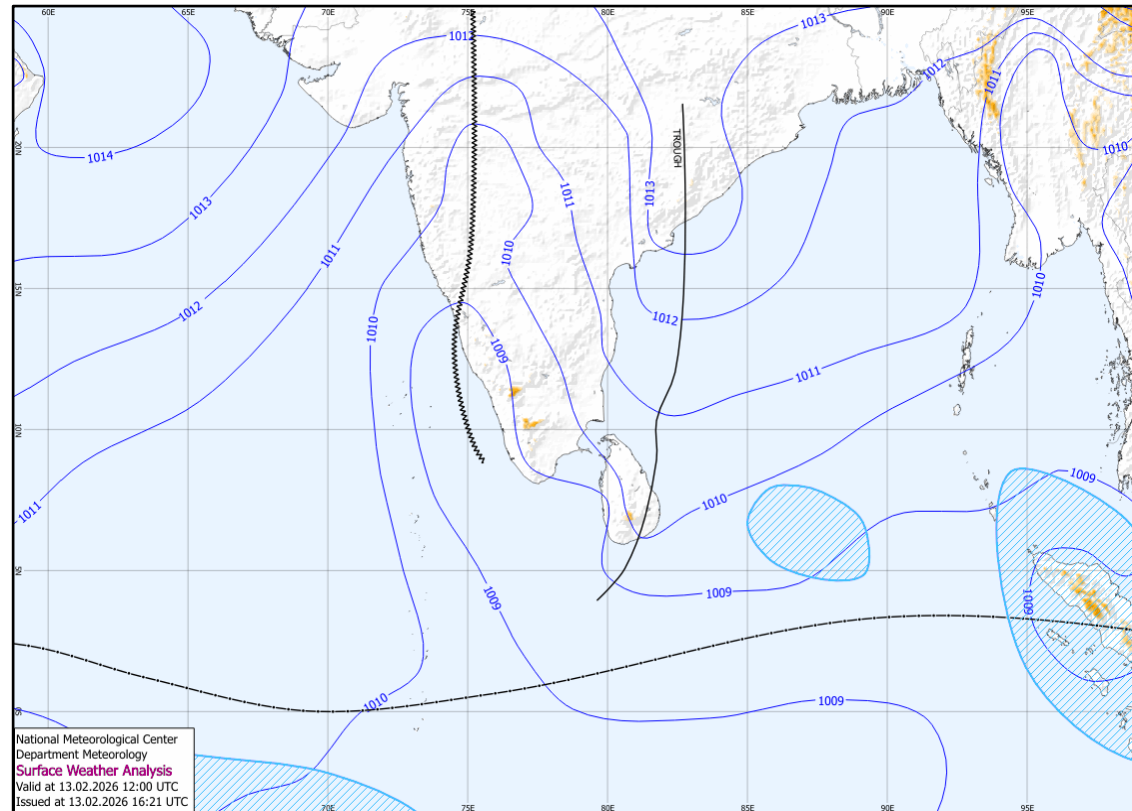 60E 65E 70E 75E 80E 85E 90E 95E
1013
1012
1013
1012
1011
20N
TROUGH
1010
1014
1013
1011
1013
1011
1010
15N
1010
1012
1012
1010
1009
1011
10N
1009
1011
1010
5N
1009
1009
1009
1010
1009
0S
National Meteorological Center
Department Meteorology
Surface Weather Analysis
Valid at 13.02.2026 12:00 UTC
Issued at 13.02.2026 16:21 UTC
70E 75E 80E 85E 90E 95E